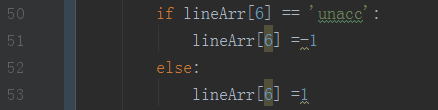 50 if lineArr[6] == 'unacc':
51 lineArr[6] =-1
52 else:
53 lineArr[6] =1